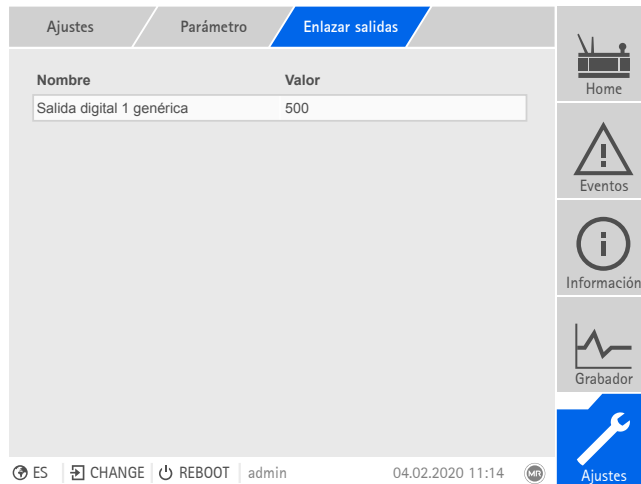 Ajustes Parámetro Enlazar salidas
Nombre Valor
Salida digital 1 genérica 500
Home
Eventos
Información
Grabador
Ajustes
ES CHANGE REBOOT admin 04.02.2020 11:14 MR